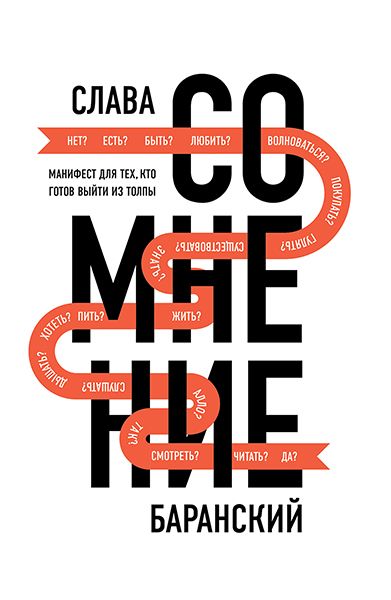 СЛАВА
СО
НЕТ? ЕСТЬ? БЫТЬ? ЛЮБИТЬ? ВОЛНОВАТЬСЯ?
ПОКУПАТЬ?
ГУЛЯТЬ?
СУЩЕСТВОВАТЬ?
ЗНАТЬ?
МАНИФЕСТ ДЛЯ ТЕХ, КТО
ГОТОВ ВЫЙТИ ИЗ ТОЛПЫ
МНЕ
ЖИТЬ?
ПИТЬ?
ХОТЕТЬ?
ДЫШАТЬ?
СЛУШАТЬ?
АЛЛО?
ТАК?
НИЕ
СМОТРЕТЬ? ЧИТАТЬ? ДА?
БАРАНСКИЙ